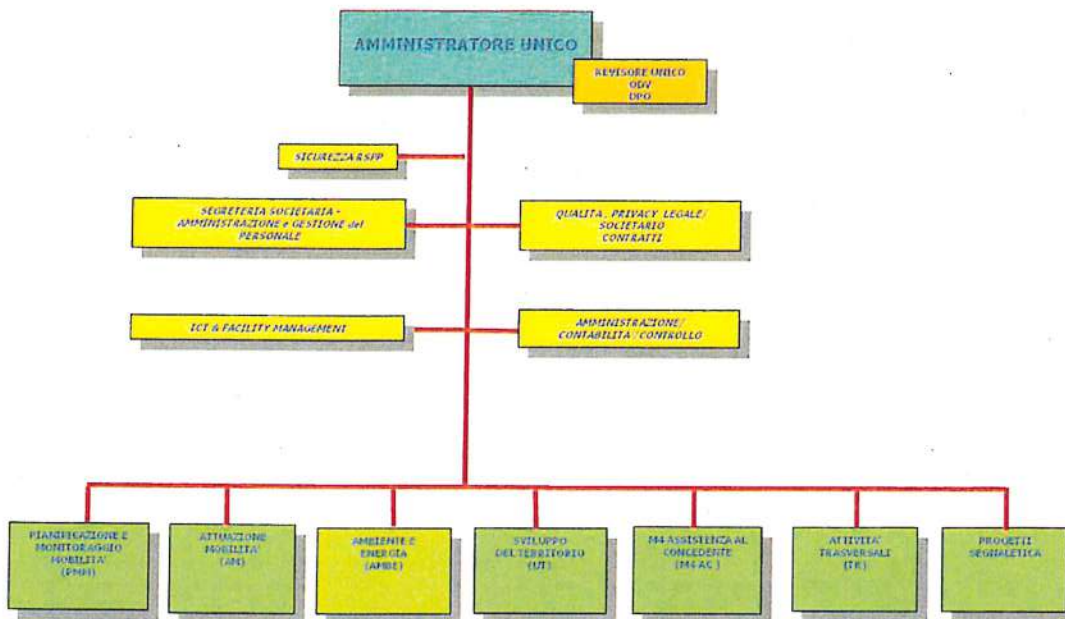 AMMINISTRATORE UNICO
REVISORE UNICO
ODV
DPO
SICUREZZA RSPP
SEGRETERIA SOCIETARIA -
AMMINISTRAZIONE e GESTIONE del
PERSONALE
QUALITA, PRIVACY LEGALE/
SOCIETARIO
CONTRATTI
ICT & FACILITY MANAGEMENT
AMMINISTRAZIONE/
CONTABILITA'/CONTROLLO
PIANIFICAZIONE E
MONITORAGGIO
MOBILITA'
(PMM)
ATTUAZIONE
MOBILITA'
(AM)
AMBIENTE E
ENERGIA
(AMBE)
SVILUPPO
DEL TERRITORIO
(UT)
M4 ASSISTENZA AL
CONCEDENTE
(M4 AC )
ATTIVITA'
TRASVERSALI
(TR)
PROGETTI
SEGNALETICA